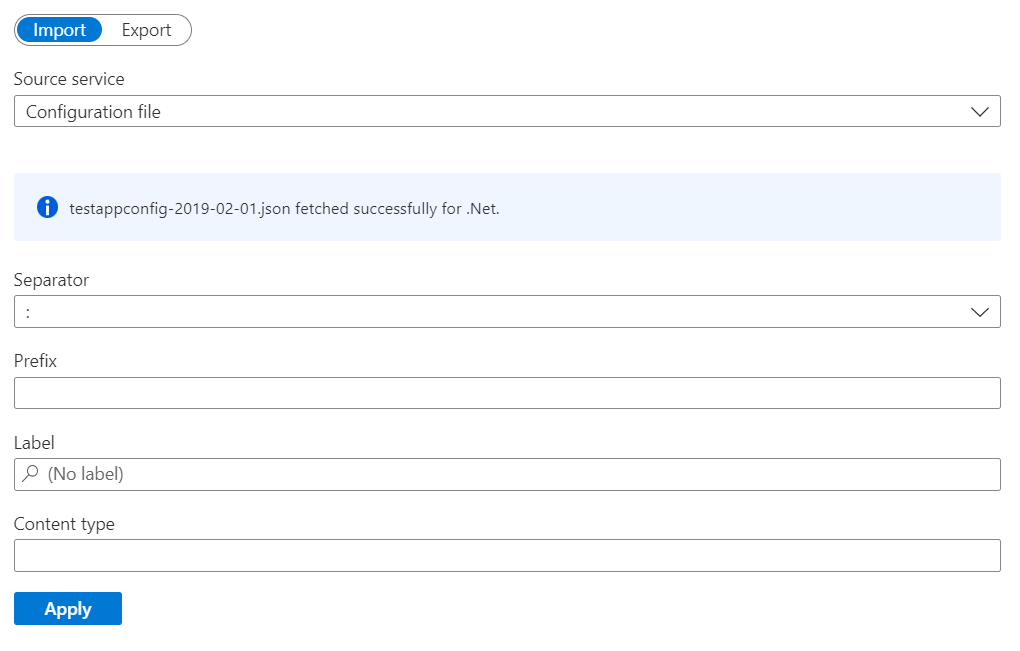 Import Export
Source service
Configuration file
testappconfig-2019-02-01.json fetched successfully for .Net.
Separator
:
Prefix
Label
(No label)
Content type
Apply